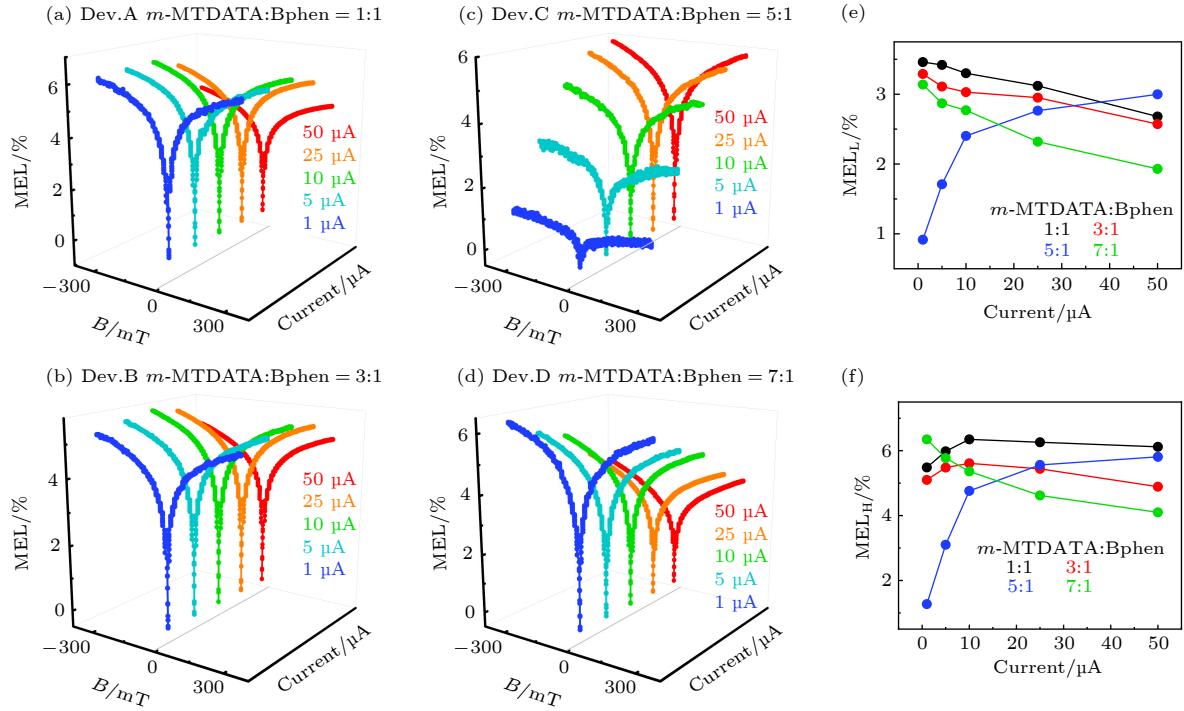 (a) Dev.A m-MTDATA:Bphen = 1:1
MEL/%
6
4
2
0
50 µA
25 µA
10 µA
5 µA
1 µA
−300
0
300
B/mT
Current/µA
(c) Dev.C m-MTDATA:Bphen = 5:1
MEL/%
6
4
2
0
50 µA
25 µA
10 µA
5 µA
1 µA
−300
0
300
B/mT
Current/µA
(e)
MEL_L/%
3
2
1
m-MTDATA:Bphen
1:1 3:1
5:1 7:1
0 10 20 30 40 50
Current/µA
(b) Dev.B m-MTDATA:Bphen = 3:1
MEL/%
4
2
0
50 µA
25 µA
10 µA
5 µA
1 µA
−300
0
300
B/mT
Current/µA
(d) Dev.D m-MTDATA:Bphen = 7:1
MEL/%
6
4
2
0
50 µA
25 µA
10 µA
5 µA
1 µA
−300
0
300
B/mT
Current/µA
(f)
MEL_H/%
8
6
4
2
m-MTDATA:Bphen
1:1 3:1
5:1 7:1
0 10 20 30 40 50
Current/µA